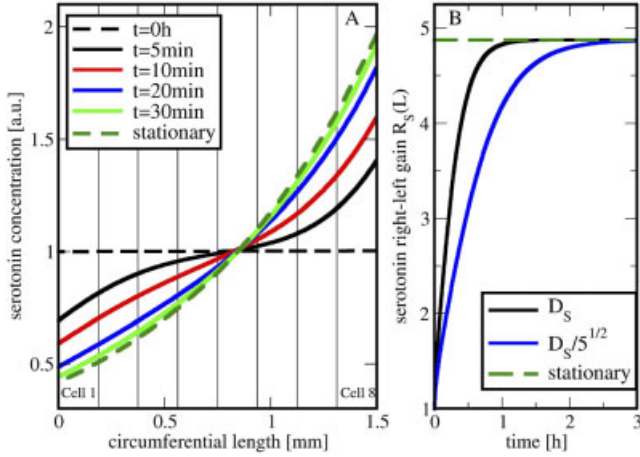 A
t=0h
t=5min
t=10min
t=20min
t=30min
stationary
2
1.5
1
0.5
serotonin concentration [a.u.]
Cell 1
Cell 8
0
0.5
1
1.5
circumferential length [mm]
B
5
4
3
2
1
serotonin right-left gain R_S(L)
D_S
D_S/5^{1/2}
stationary
0
1
2
3
time [h]